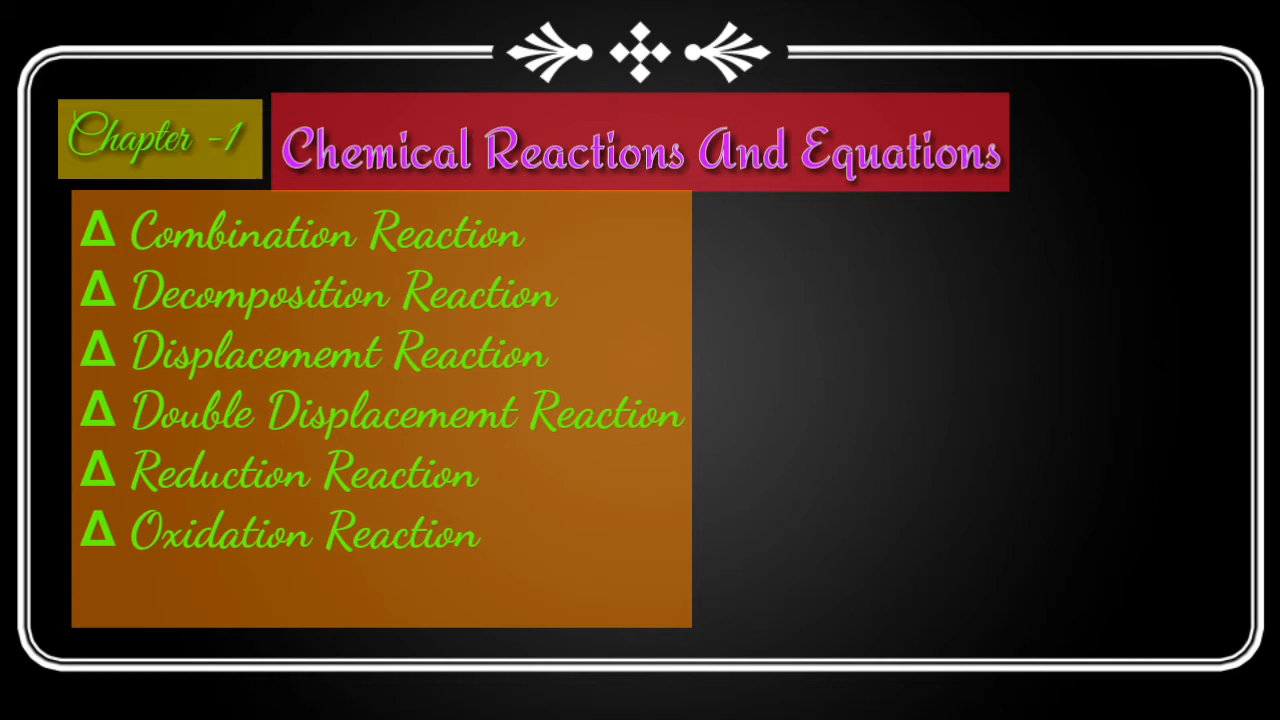 Chapter -1
Chemical Reactions And Equations
Δ Combination Reaction
Δ Decomposition Reaction
Δ Displacememt Reaction
Δ Double Displacememt Reaction
Δ Reduction Reaction
Δ Oxidation Reaction